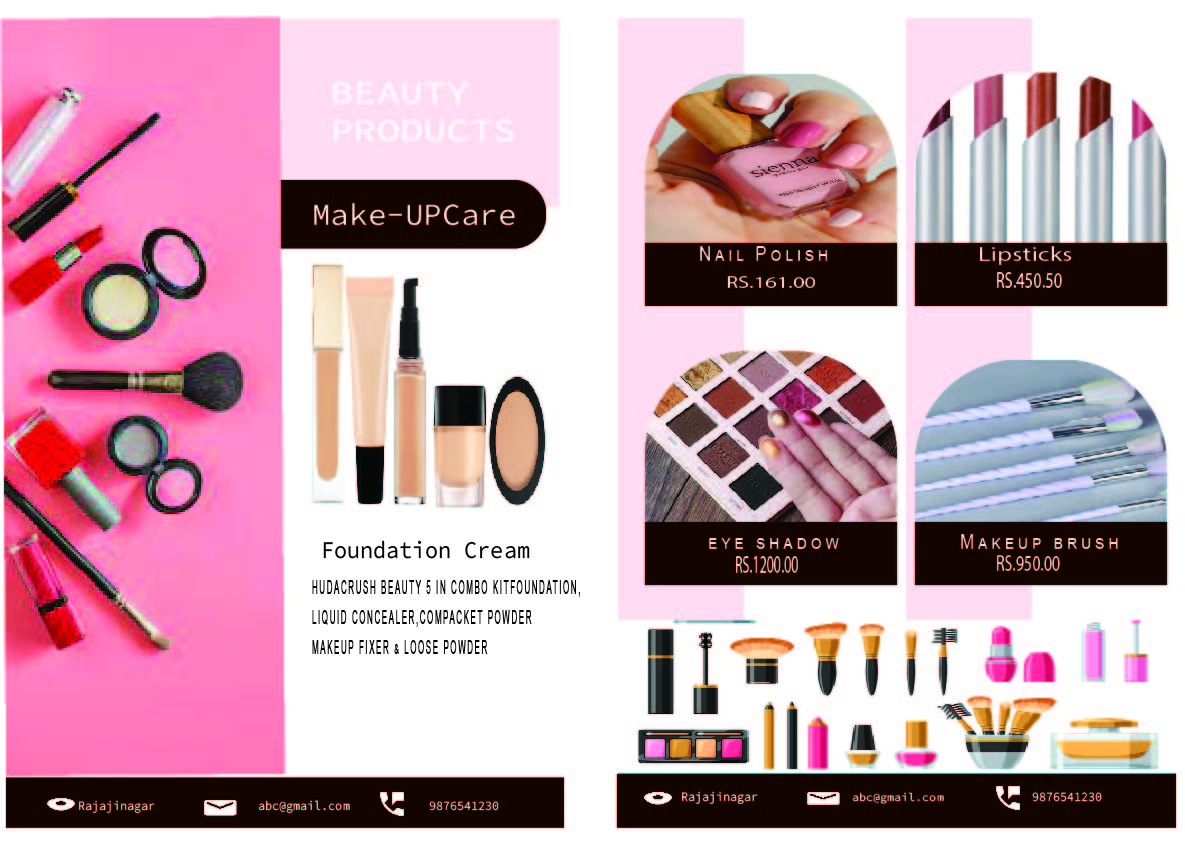 BEAUTY
PRODUCTS
Make-UPCare
Foundation Cream
HUDACRUSH BEAUTY 5 IN COMBO KITFOUNDATION,
LIQUID CONCEALER,COMPACKET POWDER
MAKEUP FIXER & LOOSE POWDER
Rajajinagar abc@gmail.com 9876541230
sienna
NAIL POLISH
RS.161.00
Lipsticks
RS.450.50
EYE SHADOW
RS.1200.00
MAKEUP BRUSH
RS.950.00
Rajajinagar abc@gmail.com 9876541230